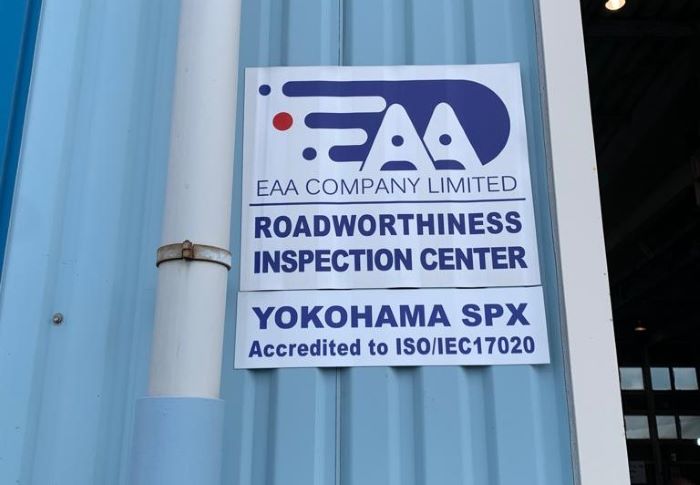 EAA
EAA COMPANY LIMITED
ROADWORTHINESS
INSPECTION CENTER
YOKOHAMA SPX
Accredited to ISO/IEC17020